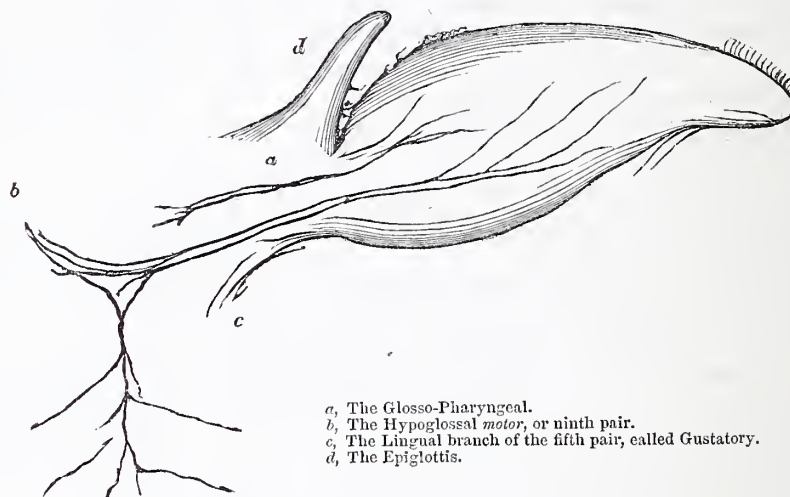 d
a
b
c
a, The Glosso-Pharyngeal.
b, The Hypoglossal motor, or ninth pair.
c, The Lingual branch of the fifth pair, called Gustatory.
d, The Epiglottis.